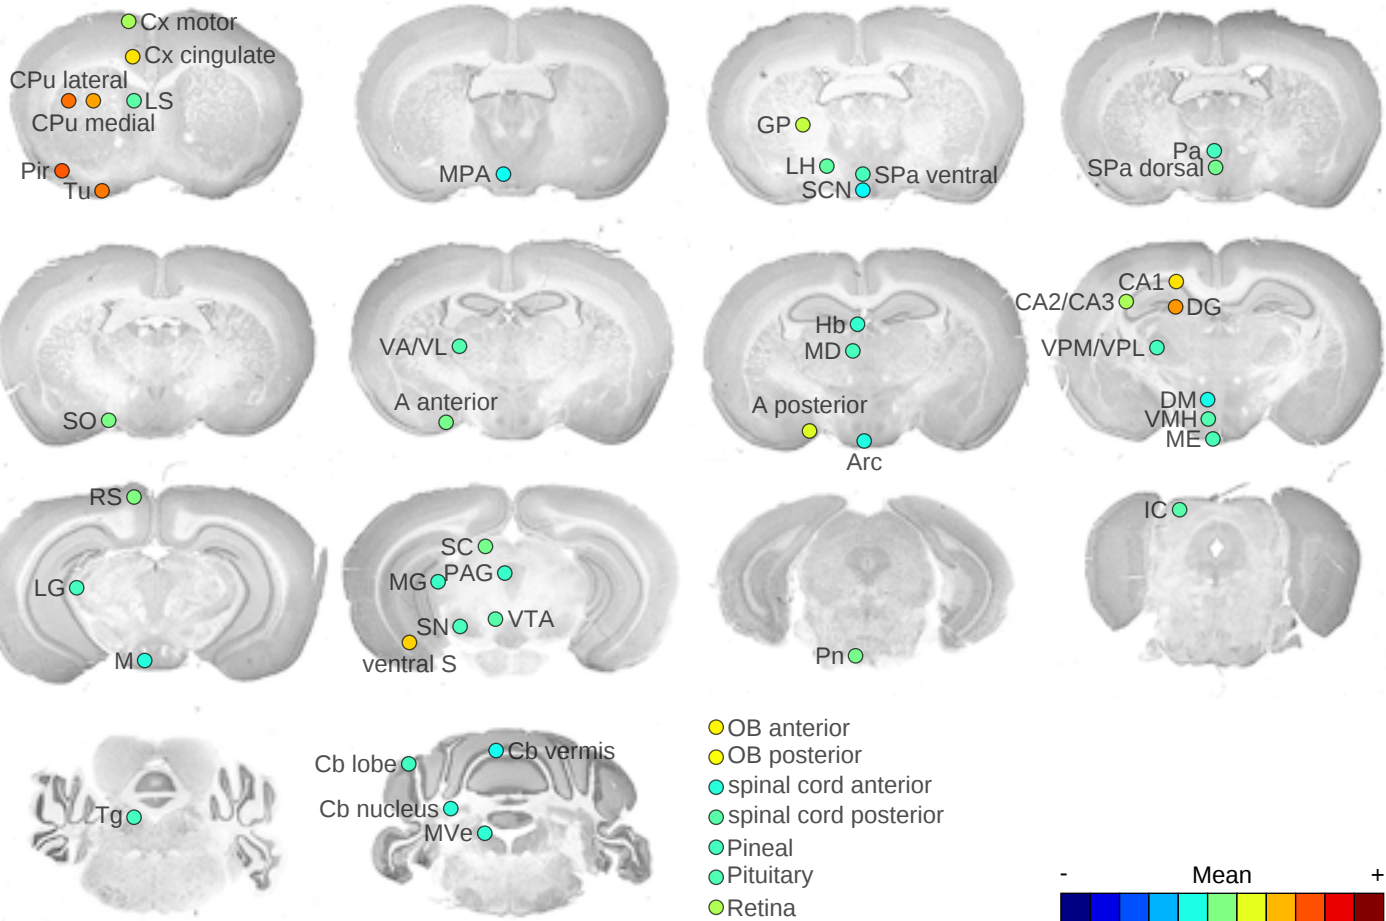 Cx motor
Cx cingulate
CPu lateral
LS
CPu medial
Pir
Tu
MPA
GP
LH
SPa ventral
SCN
Pa
SPa dorsal
SO
VA/VL
A anterior
Hb
MD
A posterior
Arc
CA1
CA2/CA3
DG
VPM/VPL
DM
VMH
ME
RS
LG
M
SC
MG
PAG
SN
VTA
ventral S
Pn
IC
Tg
Cb lobe
Cb vermis
Cb nucleus
MVe
OB anterior
OB posterior
spinal cord anterior
spinal cord posterior
Pineal
Pituitary
Retina
- Mean +